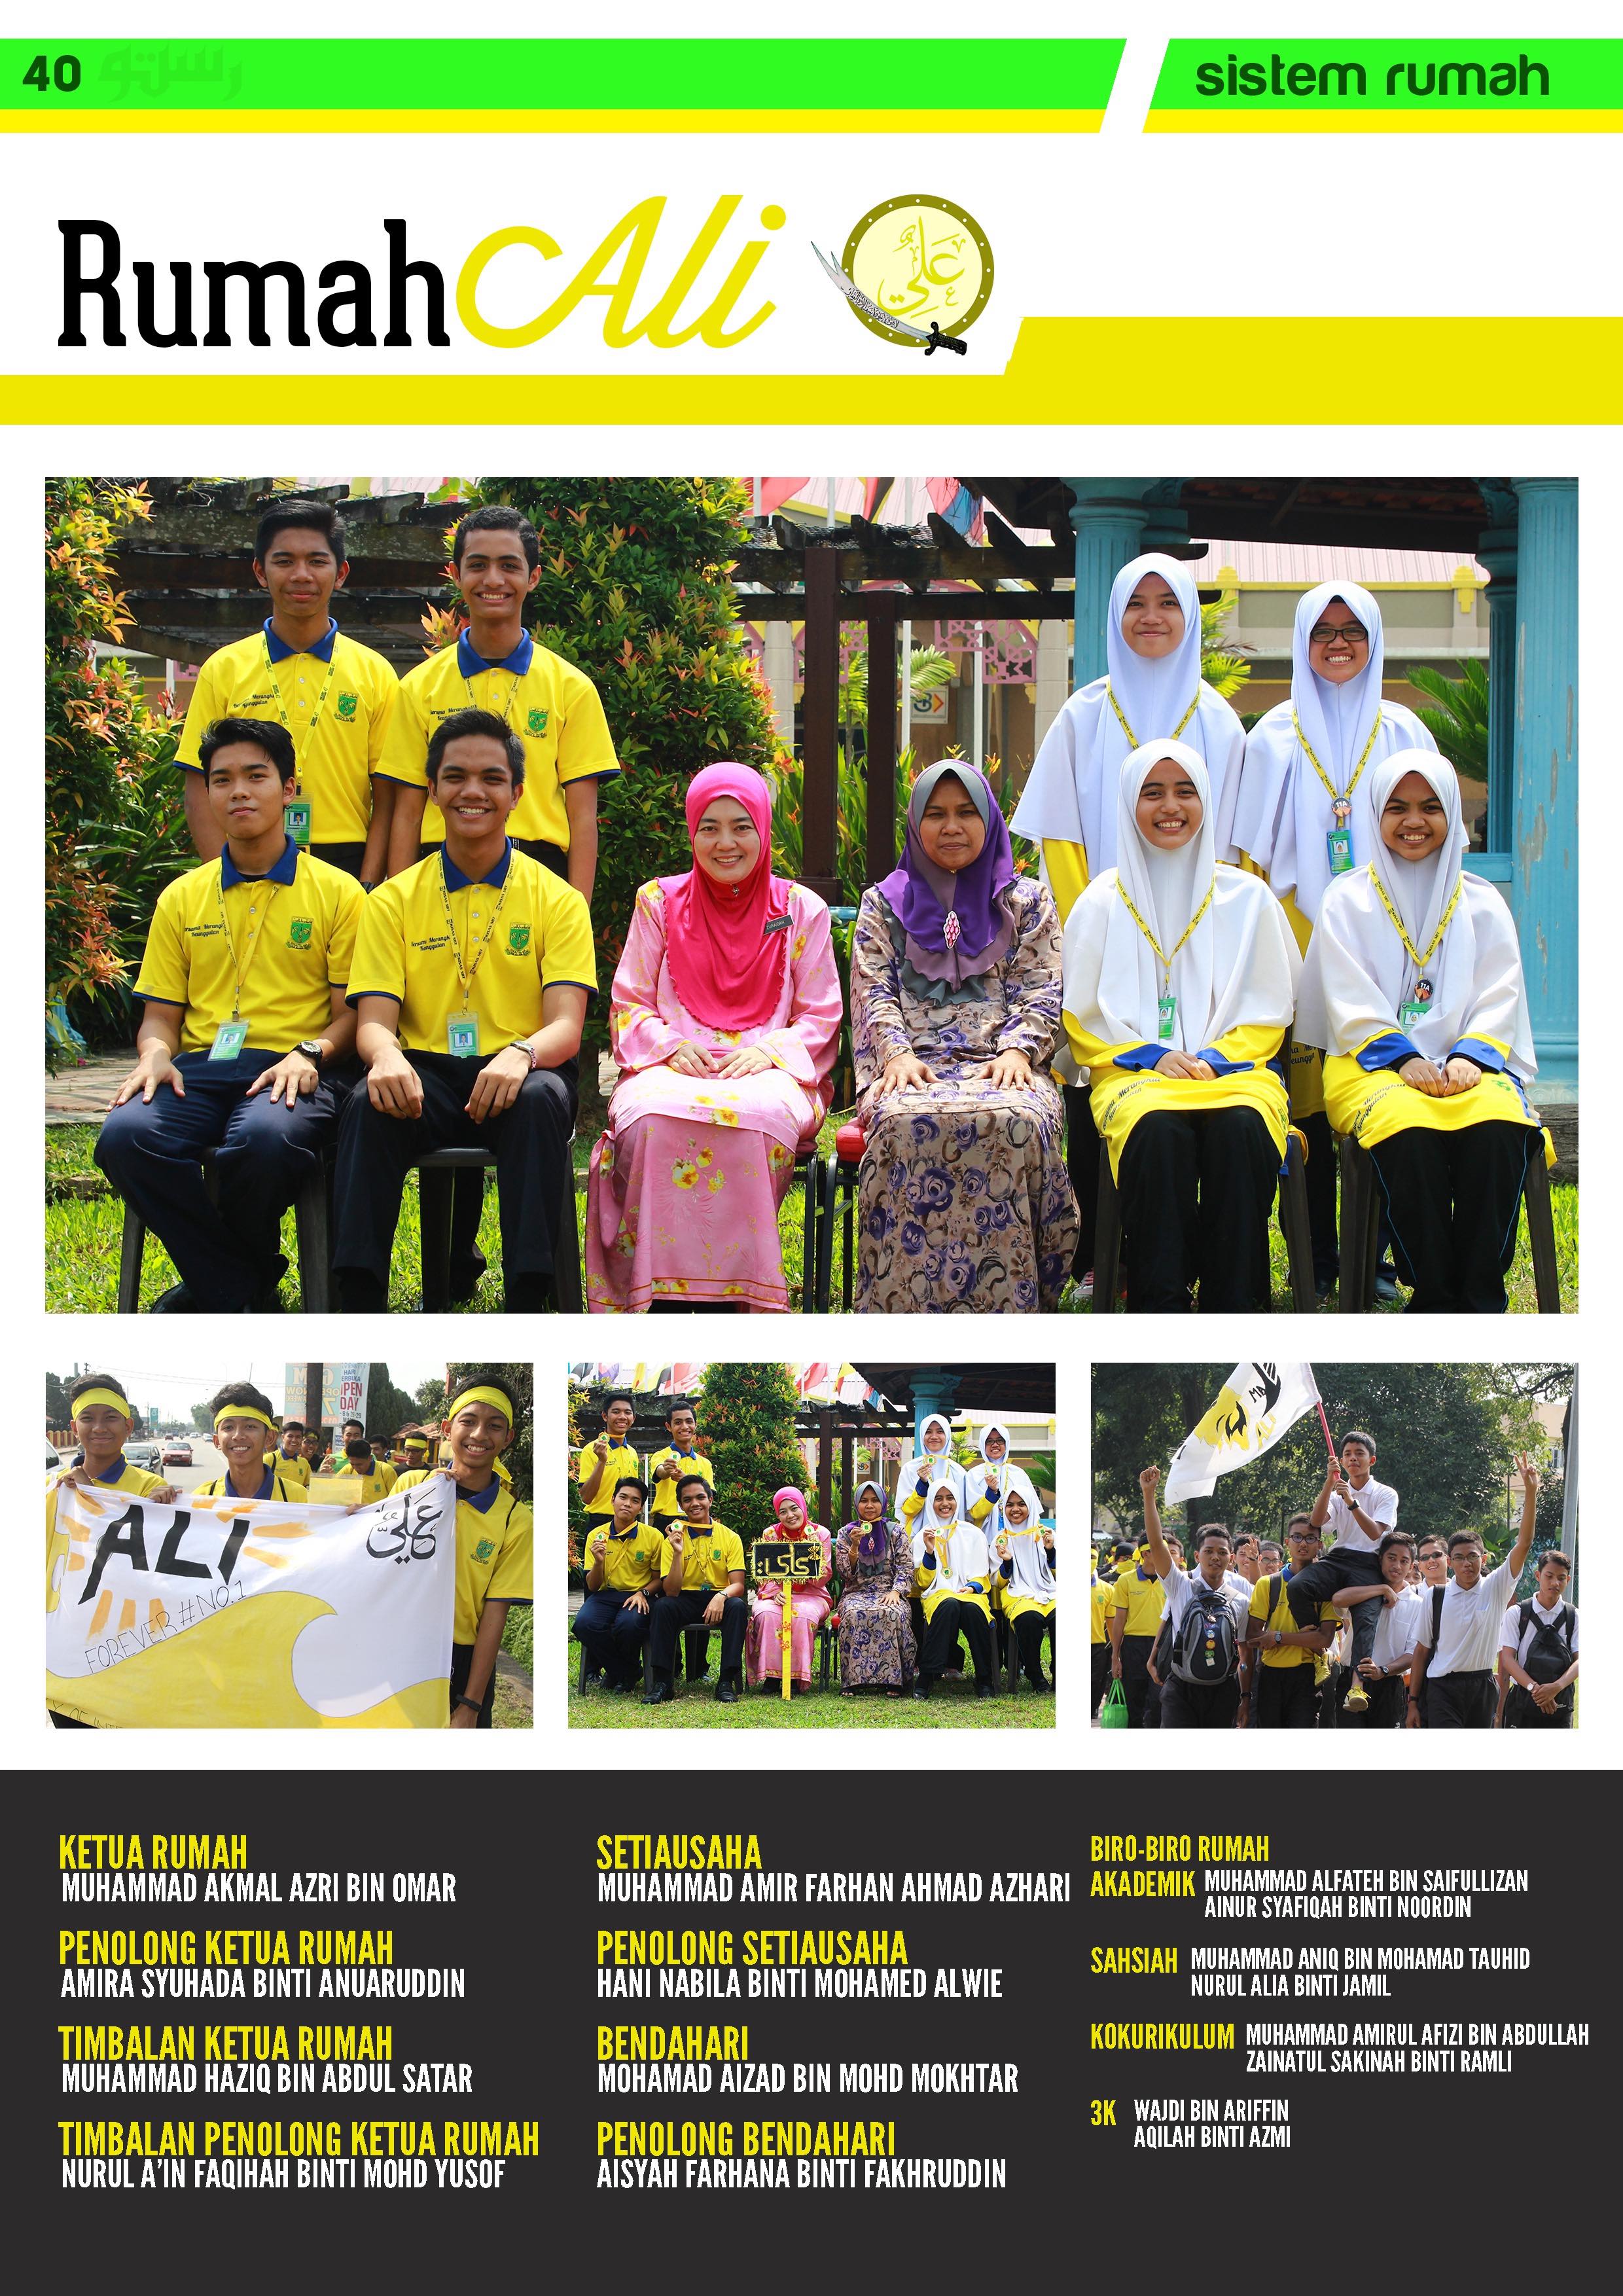 40 رستو
sistem rumah
Rumah Ali
عَلِيّ
ALI
عليّ
FOREVER #NO.1
OPEN
DAY
KETUA RUMAH
MUHAMMAD AKMAL AZRI BIN OMAR
PENOLONG KETUA RUMAH
AMIRA SYUHADA BINTI ANUARUDDIN
TIMBALAN KETUA RUMAH
MUHAMMAD HAZIQ BIN ABDUL SATAR
TIMBALAN PENOLONG KETUA RUMAH
NURUL A'IN FAQIHAH BINTI MOHD YUSOF
SETIAUSAHA
MUHAMMAD AMIR FARHAN AHMAD AZHARI
PENOLONG SETIAUSAHA
HANI NABILA BINTI MOHAMED ALWIE
BENDAHARI
MOHAMAD AIZAD BIN MOHD MOKHTAR
PENOLONG BENDAHARI
AISYAH FARHANA BINTI FAKHRUDDIN
BIRO-BIRO RUMAH
AKADEMIK MUHAMMAD ALFATEH BIN SAIFULLIZAN
AINUR SYAFIQAH BINTI NOORDIN
SAHSIAH MUHAMMAD ANIQ BIN MOHAMAD TAUHID
NURUL ALIA BINTI JAMIL
KOKURIKULUM MUHAMMAD AMIRUL AFIZI BIN ABDULLAH
ZAINATUL SAKINAH BINTI RAMLI
3K WAJDI BIN ARIFFIN
AQILAH BINTI AZMI